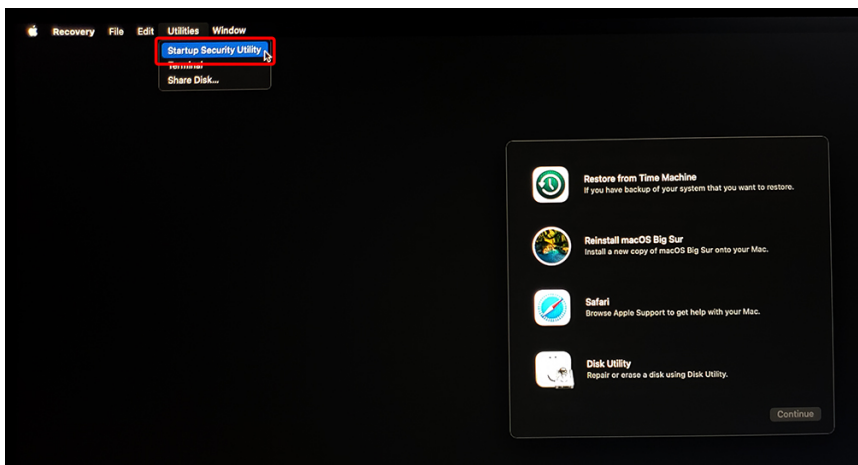 Recovery File Edit Utilities Window
Startup Security Utility
Terminal
Share Disk...
Restore from Time Machine
If you have backup of your system that you want to restore.
Reinstall macOS Big Sur
Install a new copy of macOS Big Sur onto your Mac.
Safari
Browse Apple Support to get help with your Mac.
Disk Utility
Repair or erase a disk using Disk Utility.
Continue